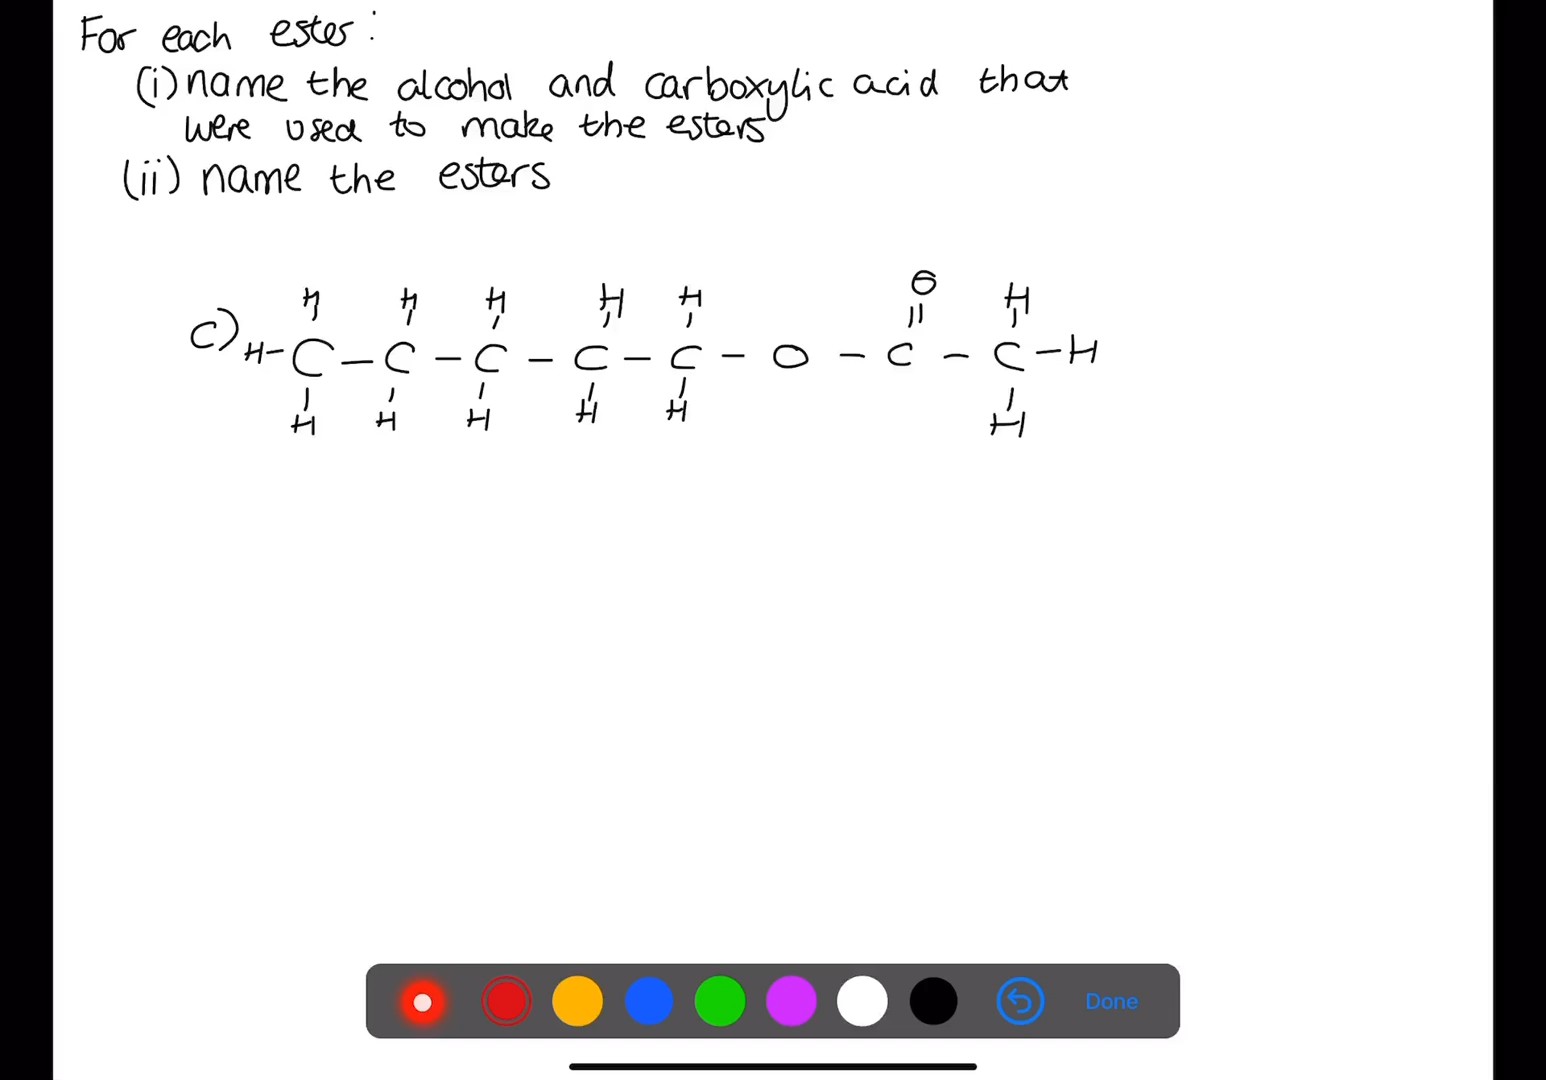 For each ester:
(i) name the alcohol and carboxylic acid that
were used to make the esters
(ii) name the esters
O H
H H H H H || |
c) H-C-C-C-C-C-O-C-C-H
H H H H H H
Done